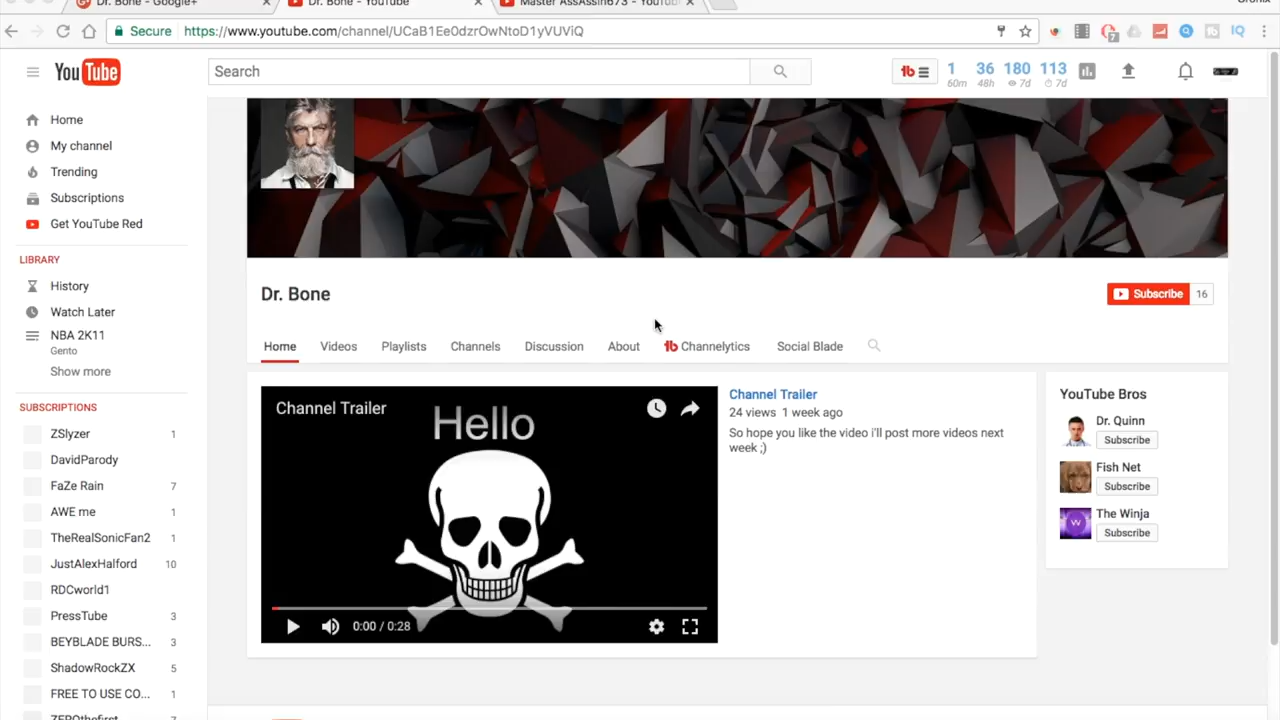 Dr. Bone - Google+
Dr. Bone - YouTube
Master AssAssin673 - YouTub
Secure
https://www.youtube.com/channel/UCaB1Ee0dzrOwNtoD1yVUViQ
7
IQ
YouTube
Search
1 36 180 113
60m 48h 7d 7d
Home
My channel
Trending
Subscriptions
Get YouTube Red
LIBRARY
History
Watch Later
NBA 2K11
Gento
Show more
SUBSCRIPTIONS
ZSlyzer 1
DavidParody
FaZe Rain 7
AWE me 1
TheRealSonicFan2 1
JustAlexHalford 10
RDCworld1
PressTube 3
BEYBLADE BURS... 3
ShadowRockZX 5
FREE TO USE CO... 1
ZEROthefirst 7
Dr. Bone
Subscribe 16
Home Videos Playlists Channels Discussion About Channelytics Social Blade
Channel Trailer
Hello
0:00 / 0:28
Channel Trailer
24 views 1 week ago
So hope you like the video i'll post more videos next
week ;)
YouTube Bros
Dr. Quinn
Subscribe
Fish Net
Subscribe
W
The Winja
Subscribe